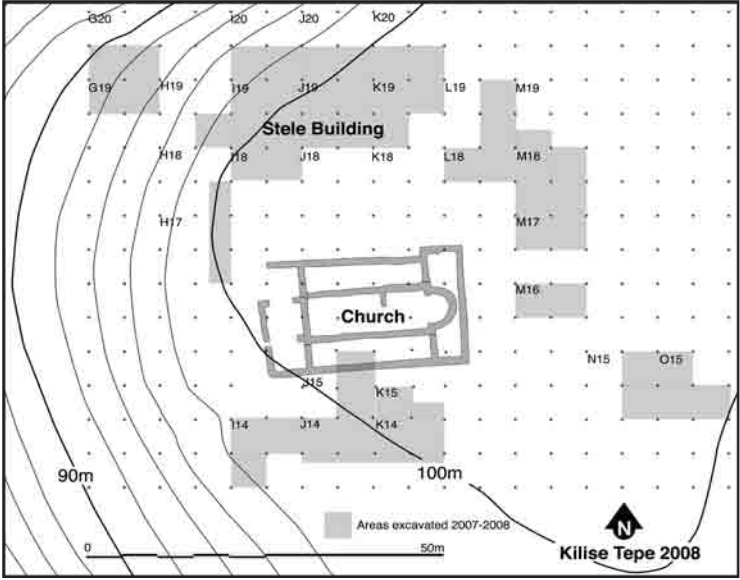 G20 I20 J20 K20
G19 H19 I19 J19 K19 L19 M19
Stele Building
H18 I18 J18 K18 L18 M18
H17 M17
M16
Church
N15 O15
J15
K15
I14 J14 K14
90m 100m
Areas excavated 2007-2008
N
0 50m
Kilise Tepe 2008